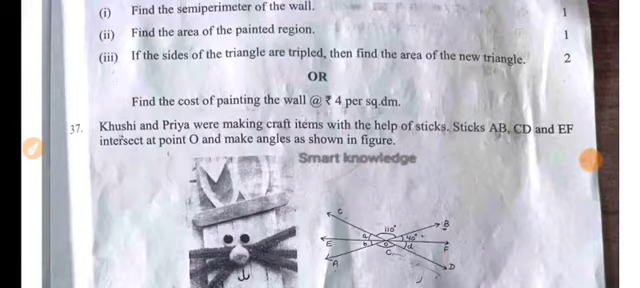 (i) Find the semiperimeter of the wall. 1
(ii) Find the area of the painted region. 1
(iii) If the sides of the triangle are tripled, then find the area of the new triangle. 2
OR
Find the cost of painting the wall @ ₹ 4 per sq.dm.
37. Khushi and Priya were making craft items with the help of sticks. Sticks AB, CD and EF
intersect at point O and make angles as shown in figure.
Smart knowledge
C
110°
B
a
40°
E
b
O
d
F
c
A
D